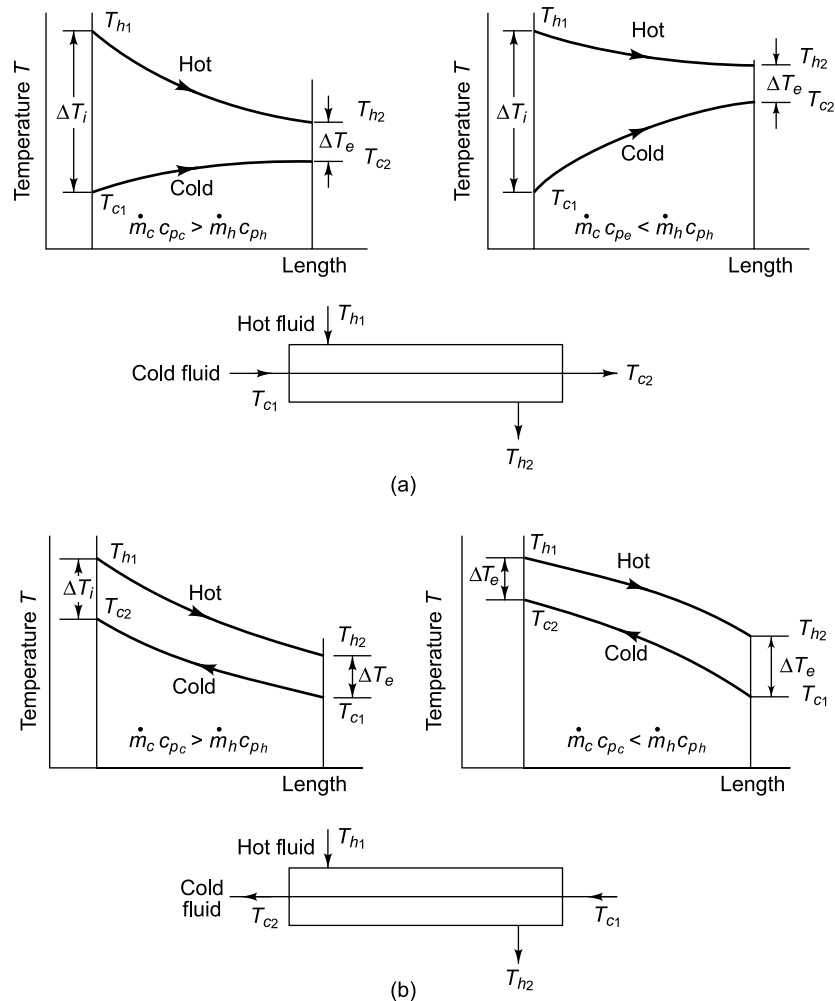 T_h1
Hot
Temperature T
ΔT_i
T_h2
ΔT_e
T_c2
Cold
T_c1
ṁ_c c_pc > ṁ_h c_ph
Length
T_h1
Hot
Temperature T
ΔT_i
T_h2
ΔT_e
T_c2
Cold
T_c1
ṁ_c c_pe < ṁ_h c_ph
Length
Hot fluid T_h1
Cold fluid
T_c1
T_c2
T_h2
(a)
T_h1
Hot
Temperature T
ΔT_i
T_c2
T_h2
ΔT_e
Cold
T_c1
ṁ_c c_pc > ṁ_h c_ph
Length
T_h1
Hot
Temperature T
ΔT_e
T_c2
T_h2
ΔT_e
Cold
T_c1
ṁ_c c_pc < ṁ_h c_ph
Length
Hot fluid T_h1
Cold
fluid
T_c2
T_c1
T_h2
(b)